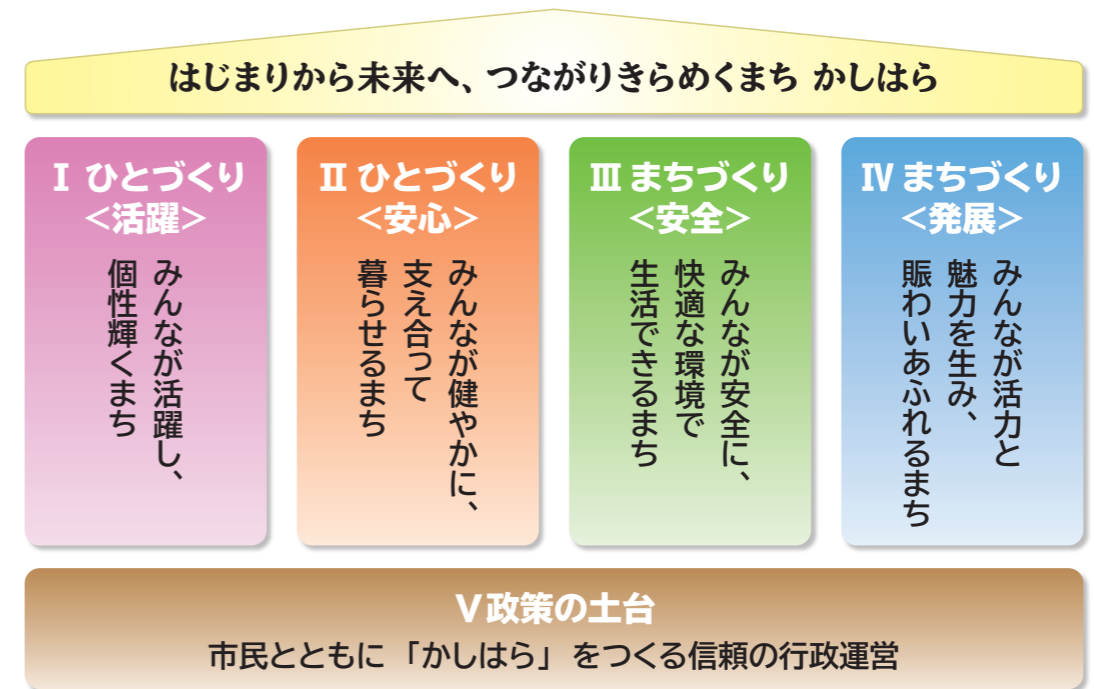 はじまりから未来へ、つながりきらめくまち かしはら
Ⅰ ひとづくり
＜活躍＞
みんなが活躍し、
個性輝くまち
Ⅱ ひとづくり
＜安心＞
みんなが健やかに、
支え合って
暮らせるまち
Ⅲ まちづくり
＜安全＞
みんなが安全に、
快適な環境で
生活できるまち
Ⅳ まちづくり
＜発展＞
みんなが活力と
魅力を生み、
賑わいあふれるまち
Ⅴ政策の土台
市民とともに「かしはら」をつくる信頼の行政運営